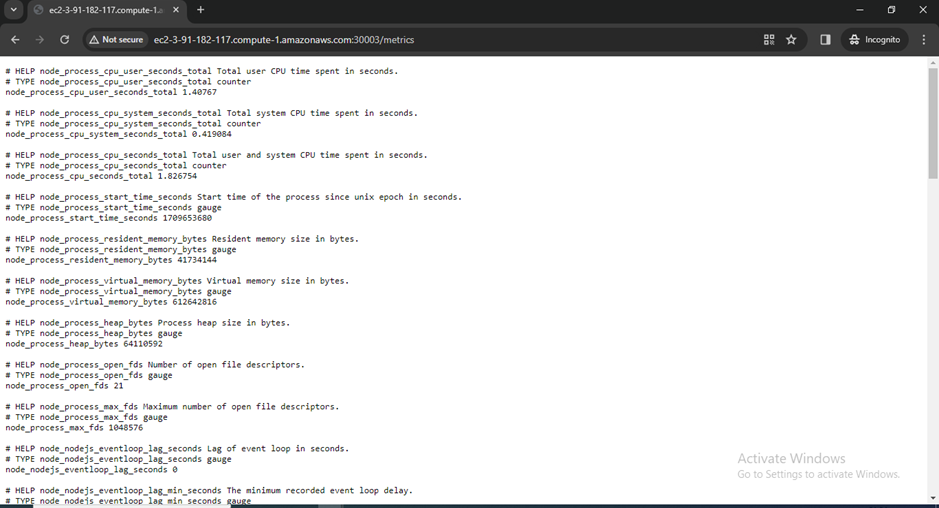 ec2-3-91-182-117.compute-1.a
Not secure
ec2-3-91-182-117.compute-1.amazonaws.com:30003/metrics
Incognito
# HELP node_process_cpu_user_seconds_total Total user CPU time spent in seconds.
# TYPE node_process_cpu_user_seconds_total counter
node_process_cpu_user_seconds_total 1.40767
# HELP node_process_cpu_system_seconds_total Total system CPU time spent in seconds.
# TYPE node_process_cpu_system_seconds_total counter
node_process_cpu_system_seconds_total 0.419084
# HELP node_process_cpu_seconds_total Total user and system CPU time spent in seconds.
# TYPE node_process_cpu_seconds_total counter
node_process_cpu_seconds_total 1.826754
# HELP node_process_start_time_seconds Start time of the process since unix epoch in seconds.
# TYPE node_process_start_time_seconds gauge
node_process_start_time_seconds 1709653680
# HELP node_process_resident_memory_bytes Resident memory size in bytes.
# TYPE node_process_resident_memory_bytes gauge
node_process_resident_memory_bytes 41734144
# HELP node_process_virtual_memory_bytes Virtual memory size in bytes.
# TYPE node_process_virtual_memory_bytes gauge
node_process_virtual_memory_bytes 612642816
# HELP node_process_heap_bytes Process heap size in bytes.
# TYPE node_process_heap_bytes gauge
node_process_heap_bytes 64110592
# HELP node_process_open_fds Number of open file descriptors.
# TYPE node_process_open_fds gauge
node_process_open_fds 21
# HELP node_process_max_fds Maximum number of open file descriptors.
# TYPE node_process_max_fds gauge
node_process_max_fds 1048576
# HELP node_nodejs_eventloop_lag_seconds Lag of event loop in seconds.
# TYPE node_nodejs_eventloop_lag_seconds gauge
node_nodejs_eventloop_lag_seconds 0
# HELP node_nodejs_eventloop_lag_min_seconds The minimum recorded event loop delay.
# TYPE node_nodejs_eventloop_lag_min_seconds gauge
Activate Windows
Go to Settings to activate Windows.